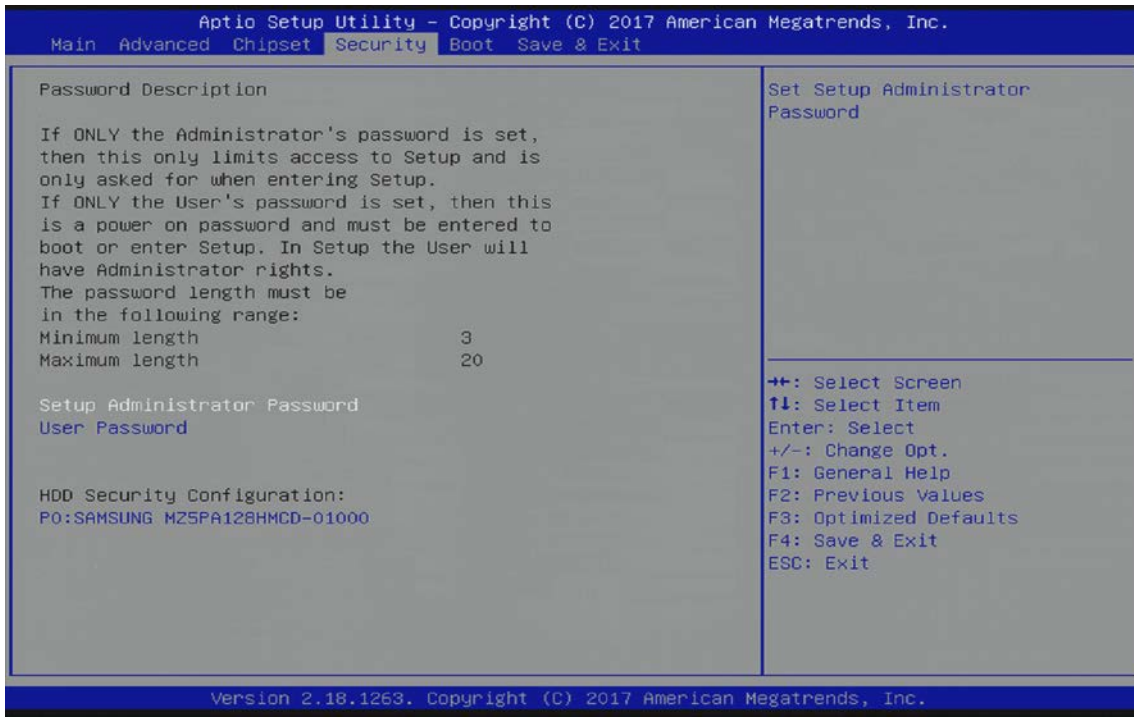 Aptio Setup Utility – Copyright (C) 2017 American Megatrends, Inc.
Main Advanced Chipset Security Boot Save & Exit
Password Description
If ONLY the Administrator's password is set,
then this only limits access to Setup and is
only asked for when entering Setup.
If ONLY the User's password is set, then this
is a power on password and must be entered to
boot or enter Setup. In Setup the User will
have Administrator rights.
The password length must be
in the following range:
Minimum length 3
Maximum length 20
Setup Administrator Password
User Password
HDD Security Configuration:
P0:SAMSUNG MZ5PA128HMCD-01000
Set Setup Administrator
Password
→←: Select Screen
↑↓: Select Item
Enter: Select
+/-: Change Opt.
F1: General Help
F2: Previous Values
F3: Optimized Defaults
F4: Save & Exit
ESC: Exit
Version 2.18.1263. Copyright (C) 2017 American Megatrends, Inc.